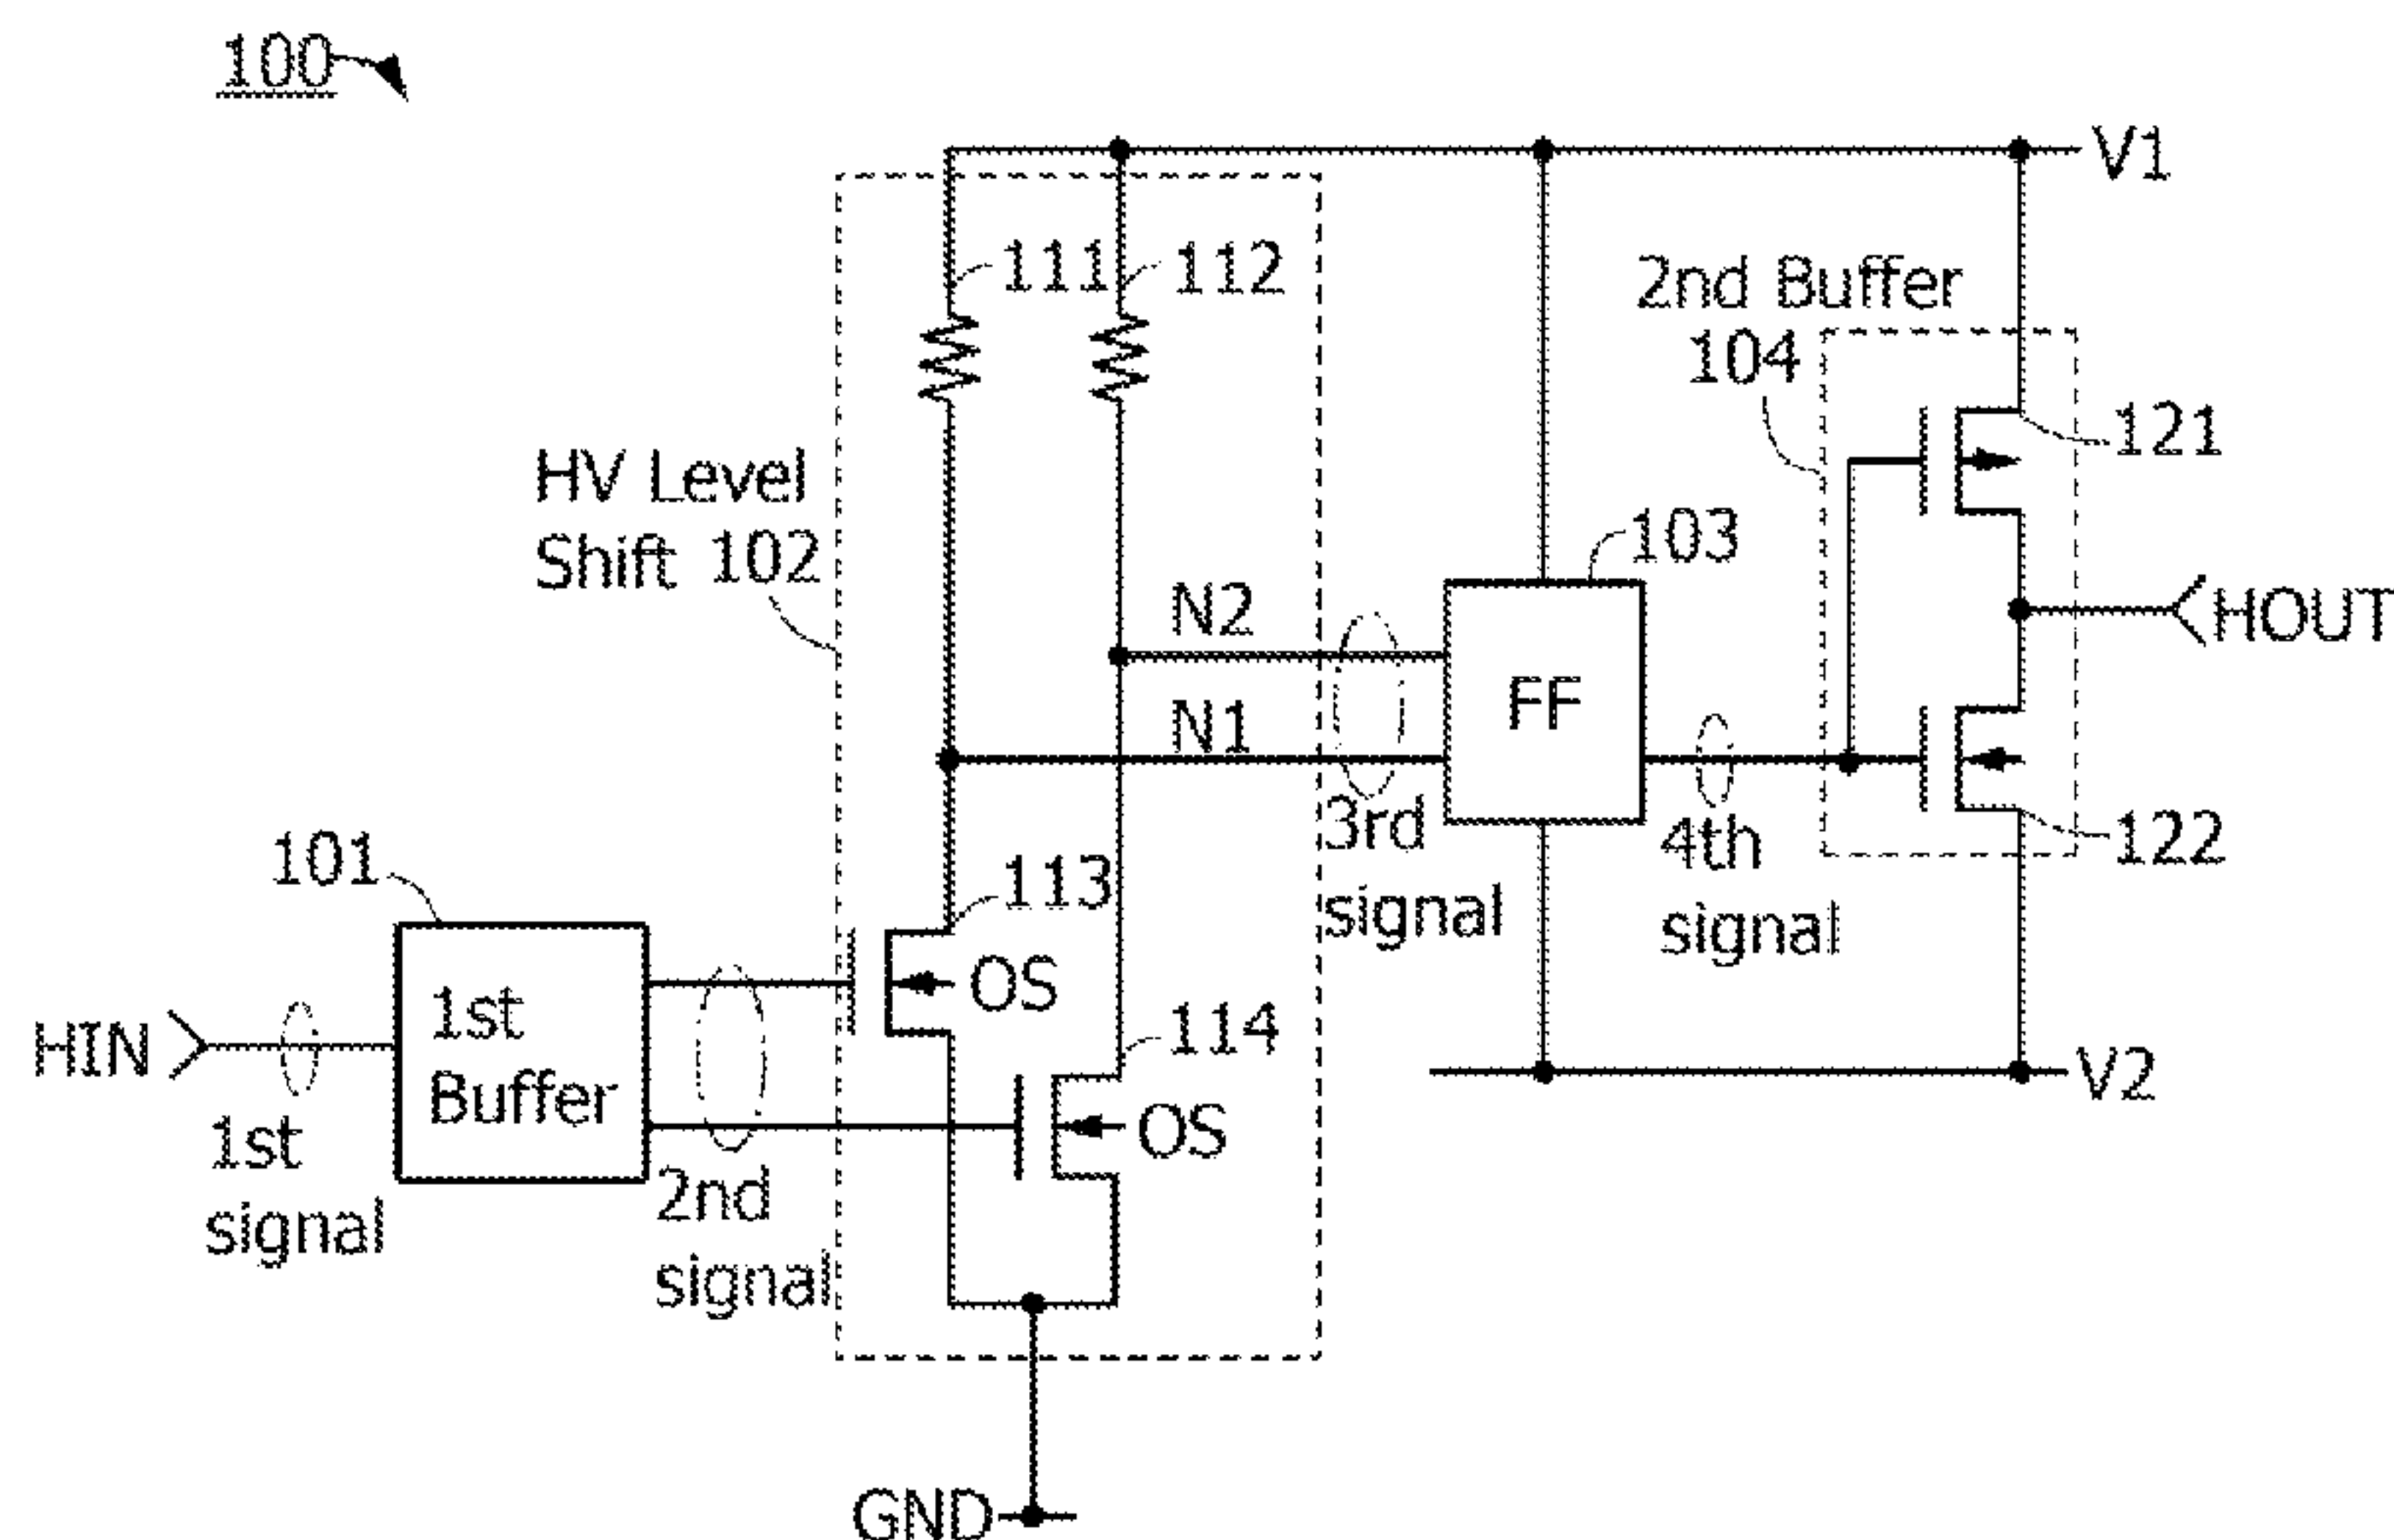 100
V1
111
112
2nd Buffer
104
121
HV Level
Shift 102
103
N2
HOUT
FF
N1
3rd
signal
4th
signal
122
101
113
OS
1st
Buffer
HIN
1st
signal
2nd
signal
114
OS
V2
GND